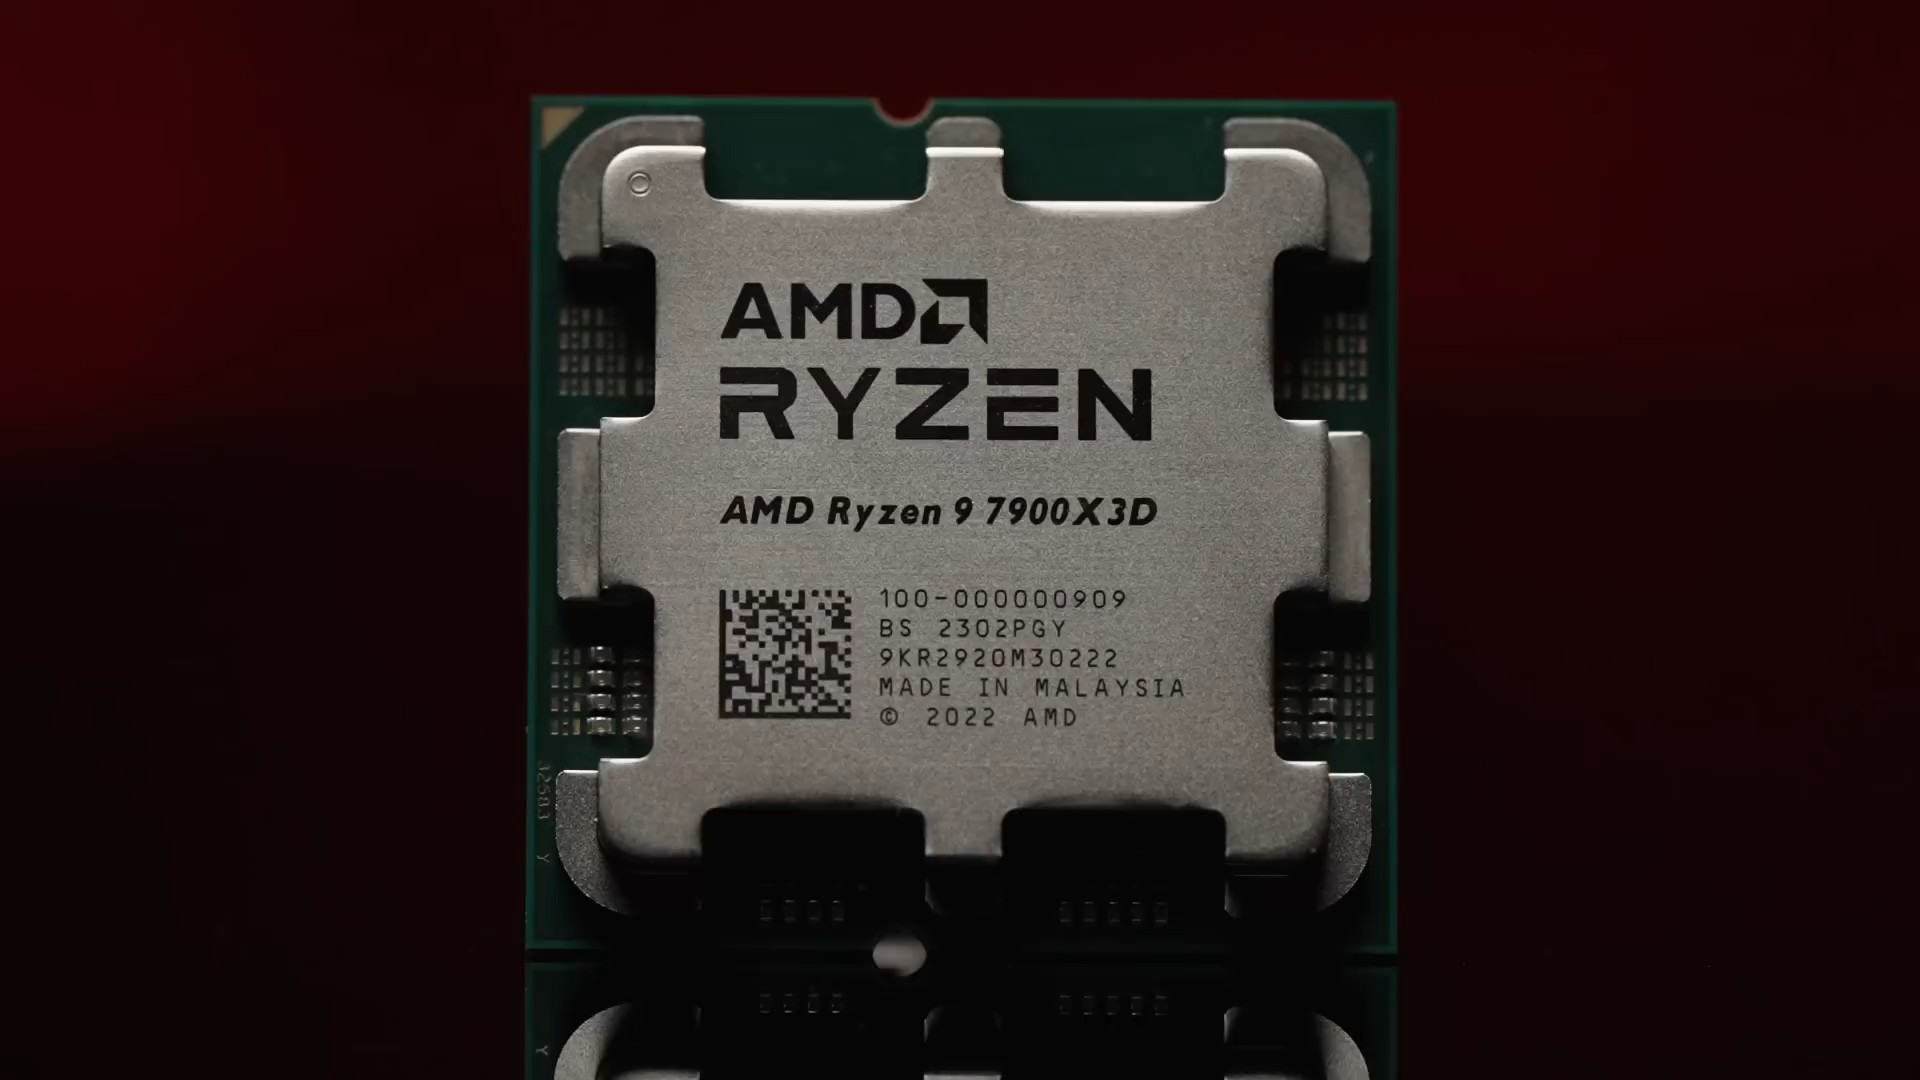 AMD
RYZEN
AMD Ryzen 9 7900X3D
100-000000909
BS 2302PGY
9KR2920M30222
MADE IN MALAYSIA
© 2022 AMD